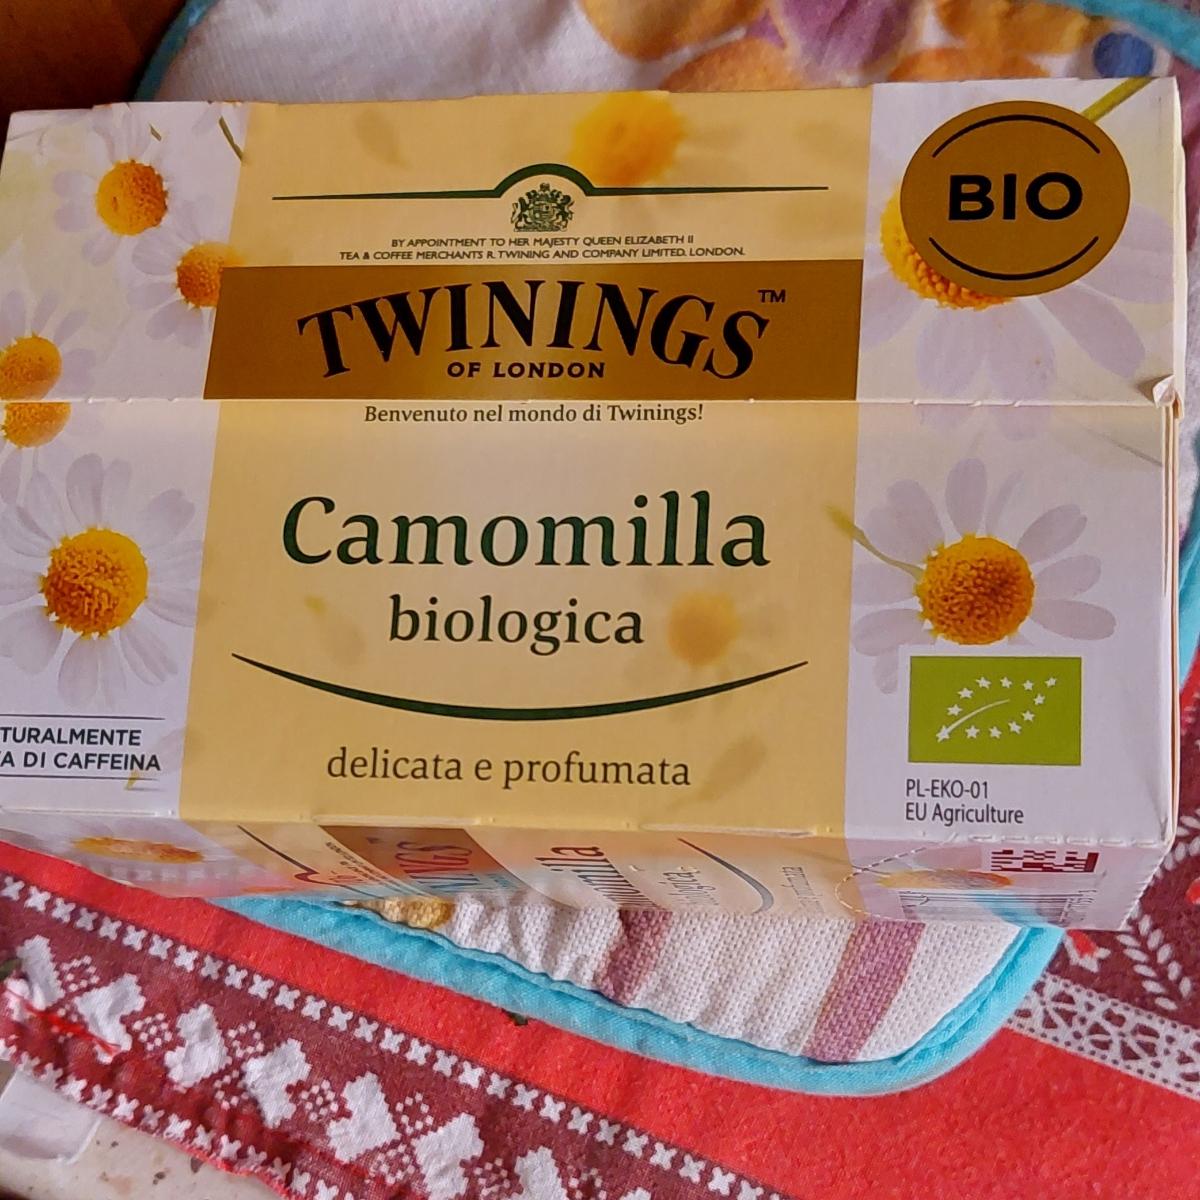 BIO
BY APPOINTMENT TO HER MAJESTY QUEEN ELIZABETH II
TEA & COFFEE MERCHANTS R. TWINING AND COMPANY LIMITED. LONDON.
TWININGS™
OF LONDON
Benvenuto nel mondo di Twinings!
Camomilla
biologica
delicata e profumata
TURALMENTE
A DI CAFFEINA
PL-EKO-01
EU Agriculture